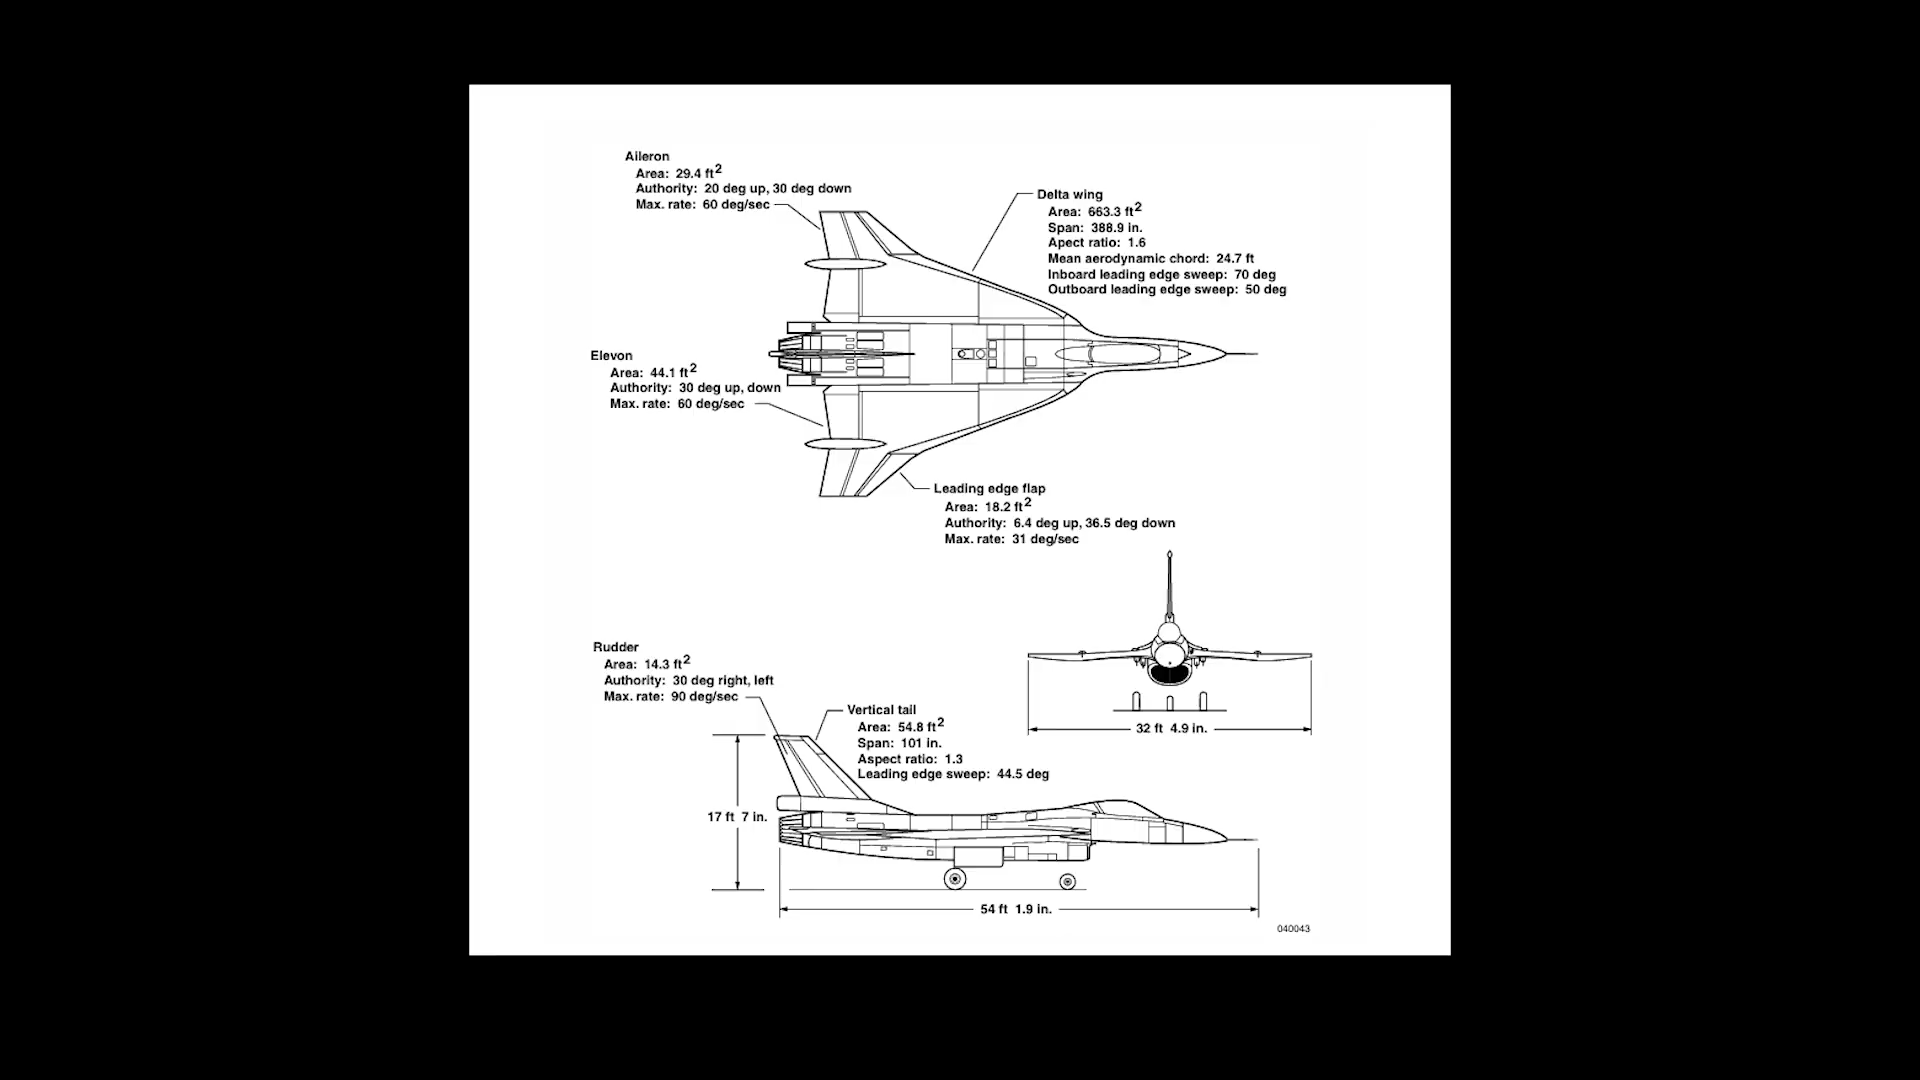 Aileron
Area: 29.4 ft2
Authority: 20 deg up, 30 deg down
Max. rate: 60 deg/sec
Delta wing
Area: 663.3 ft2
Span: 388.9 in.
Apect ratio: 1.6
Mean aerodynamic chord: 24.7 ft
Inboard leading edge sweep: 70 deg
Outboard leading edge sweep: 50 deg
Elevon
Area: 44.1 ft2
Authority: 30 deg up, down
Max. rate: 60 deg/sec
Leading edge flap
Area: 18.2 ft2
Authority: 6.4 deg up, 36.5 deg down
Max. rate: 31 deg/sec
Rudder
Area: 14.3 ft2
Authority: 30 deg right, left
Max. rate: 90 deg/sec
Vertical tail
Area: 54.8 ft2
Span: 101 in.
Aspect ratio: 1.3
Leading edge sweep: 44.5 deg
32 ft 4.9 in.
17 ft 7 in.
54 ft 1.9 in.
040043